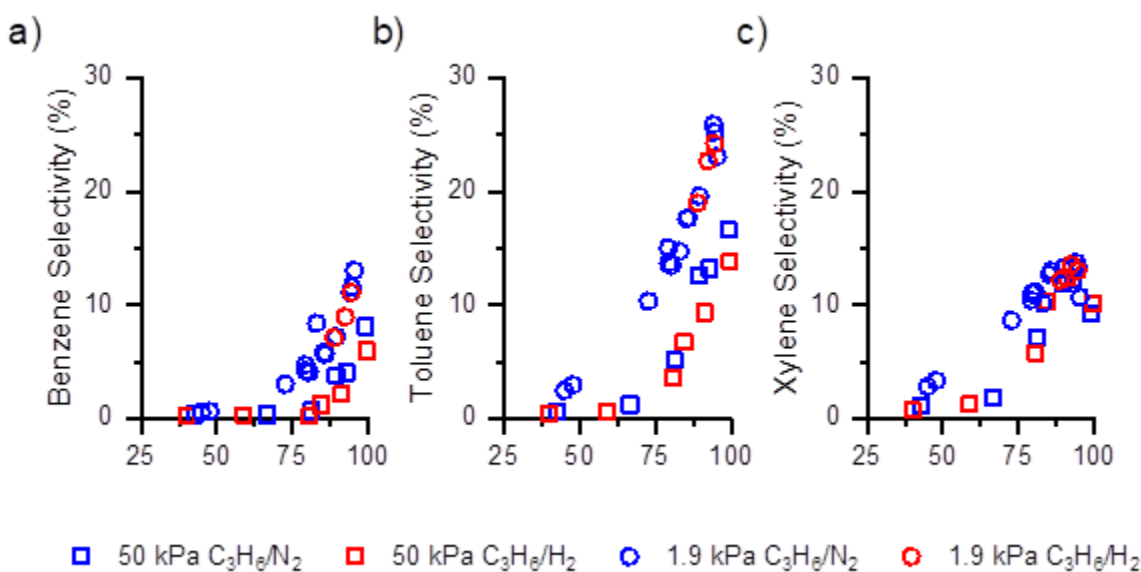 a)
b)
c)
Benzene Selectivity (%)
30
20
10
0
25
50
75
100
Toluene Selectivity (%)
30
20
10
0
25
50
75
100
Xylene Selectivity (%)
30
20
10
0
25
50
75
100
50 kPa C₃H₆/N₂
50 kPa C₃H₆/H₂
1.9 kPa C₃H₆/N₂
1.9 kPa C₃H₆/H₂